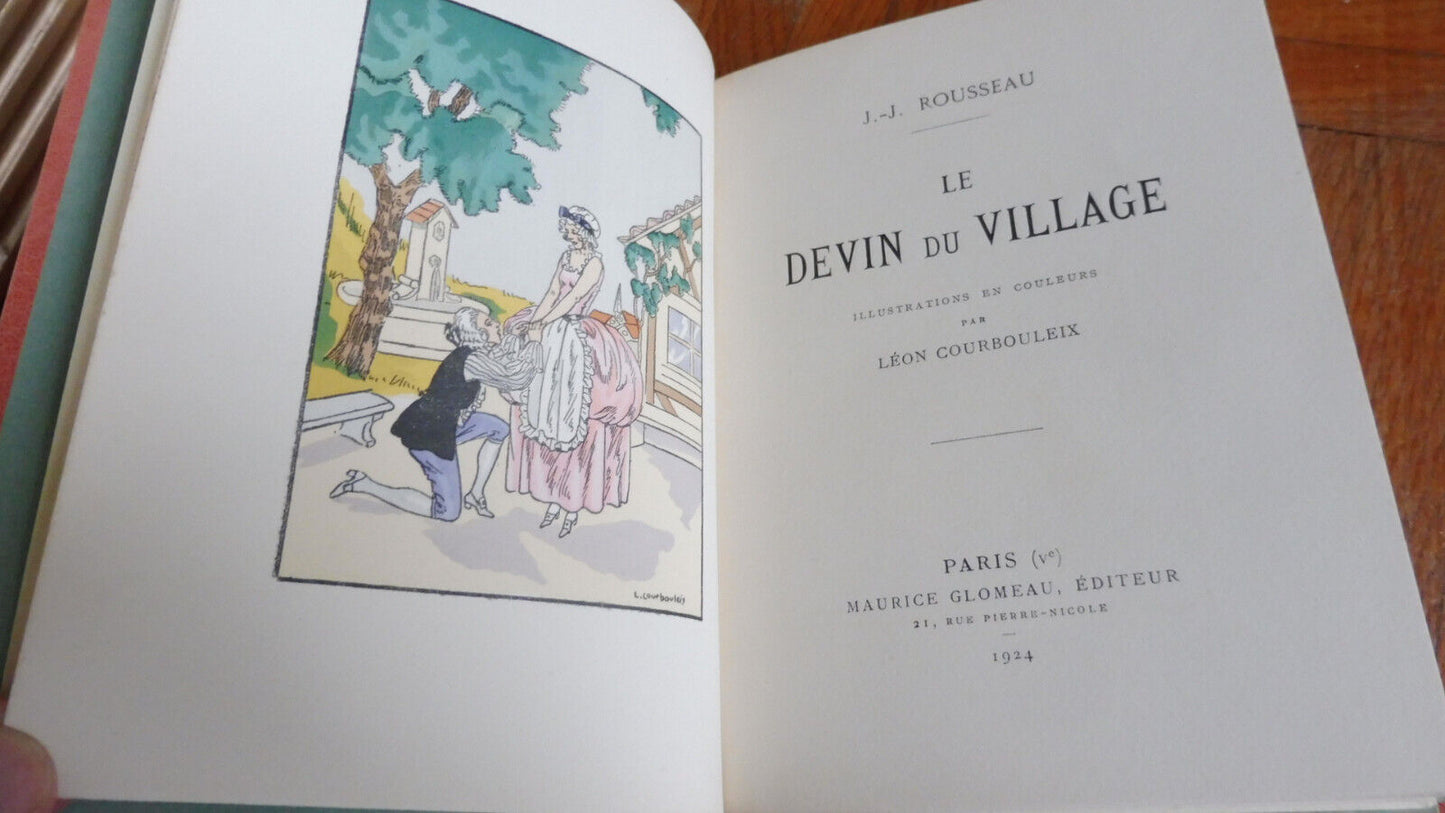 L. Courbouleix
J.-J. ROUSSEAU
LE
DEVIN DU VILLAGE
ILLUSTRATIONS EN COULEURS
PAR
LÉON COURBOULEIX
PARIS (Ve)
MAURICE GLOMEAU, ÉDITEUR
21, RUE PIERRE-NICOLE
1924